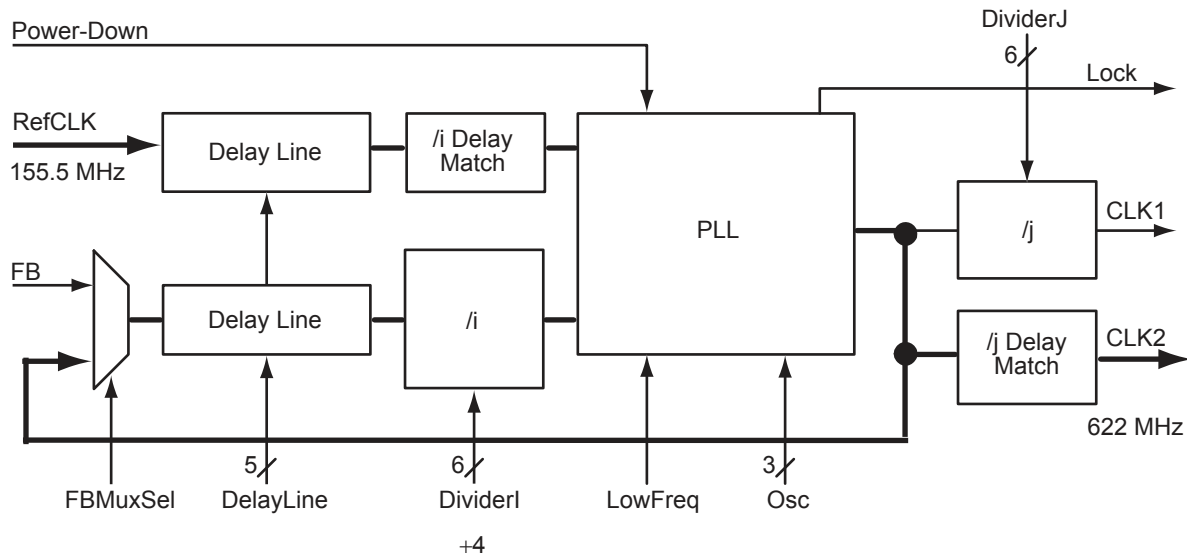 Power-Down
DividerJ
6
Lock
RefCLK
155.5 MHz
Delay Line
/i Delay
Match
PLL
/j
CLK1
FB
Delay Line
/i
/j Delay
Match
CLK2
622 MHz
5
6
3
FBMuxSel
DelayLine
DividerI
LowFreq
Osc
÷4